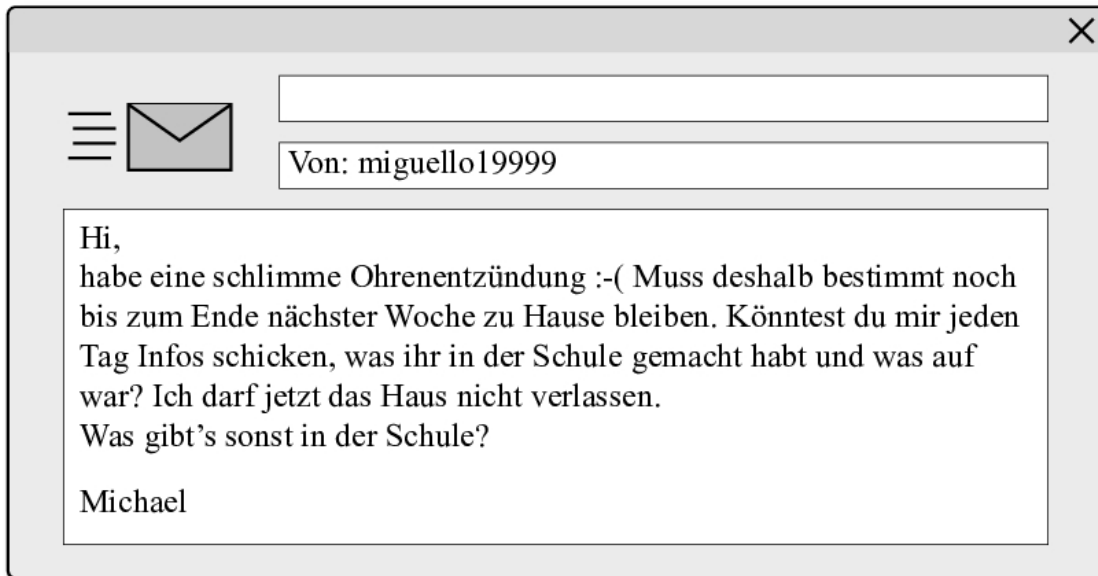 Von: miguello19999
Hi,
habe eine schlimme Ohrenentzündung :-( Muss deshalb bestimmt noch
bis zum Ende nächster Woche zu Hause bleiben. Könntest du mir jeden
Tag Infos schicken, was ihr in der Schule gemacht habt und was auf
war? Ich darf jetzt das Haus nicht verlassen.
Was gibt’s sonst in der Schule?
Michael